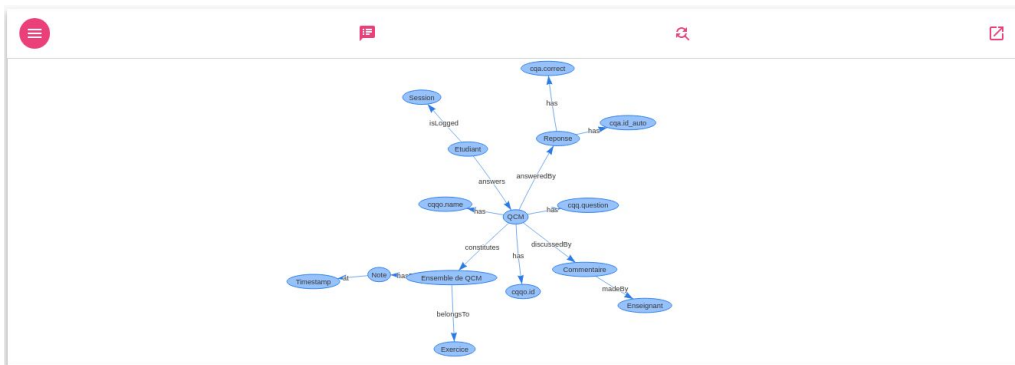 cqa.correct
Session
has
isLogged
cqa.id_auto
has
Reponse
Etudiant
answeredBy
answers
cqqo.name
has
has
cqq.question
QCM
discussedBy
constitutes
has
Commentaire
Timestamp
Note
Ensemble de QCM
madeBy
cqqo.id
Enseignant
belongsTo
Exercice